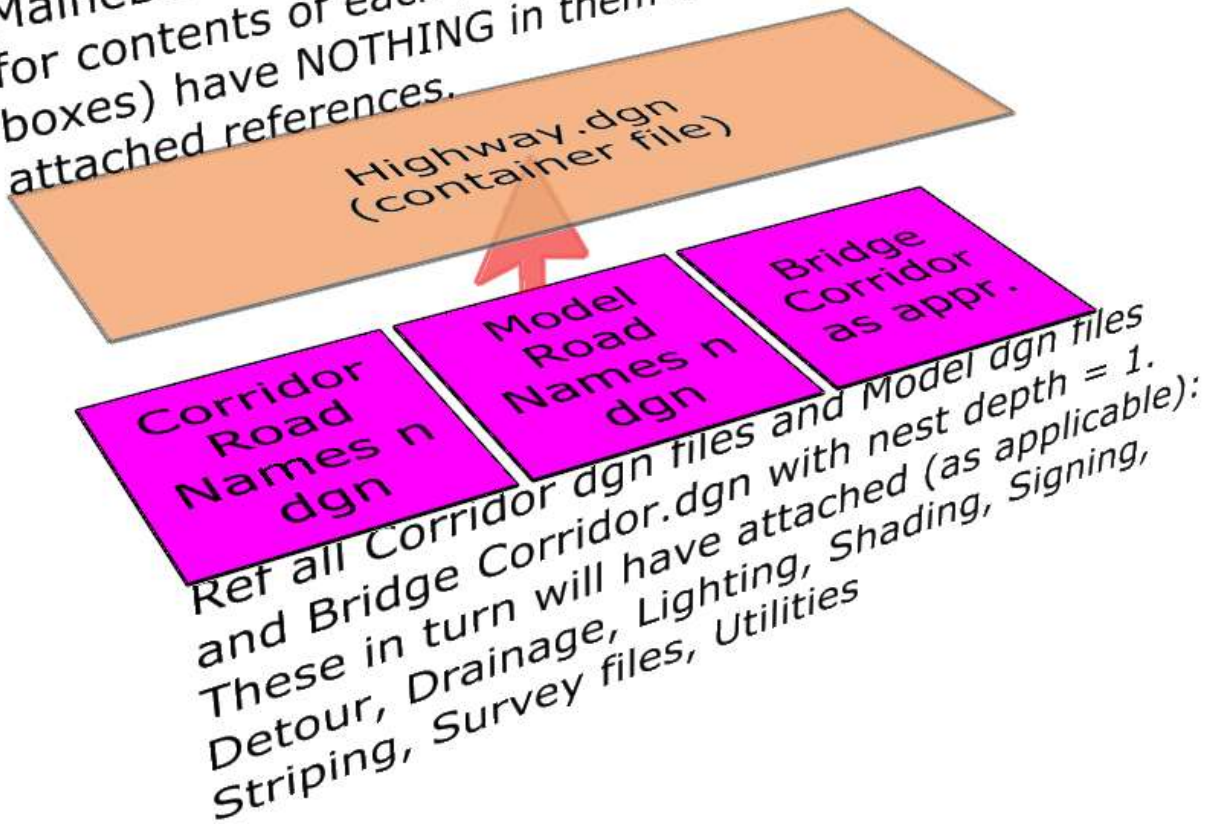 for contents of
boxes) have NOTHING in them
attached references.
Highway.dgn
(container file)
Corridor
Road
Names n
dgn
Model
Road
Names n
dgn
Bridge
Corridor
as appr.
Ref all Corridor dgn files and Model dgn files
and Bridge Corridor.dgn with nest depth = 1.
These in turn will have attached (as applicable):
Detour, Drainage, Lighting, Shading, Signing,
Striping, Survey files, Utilities